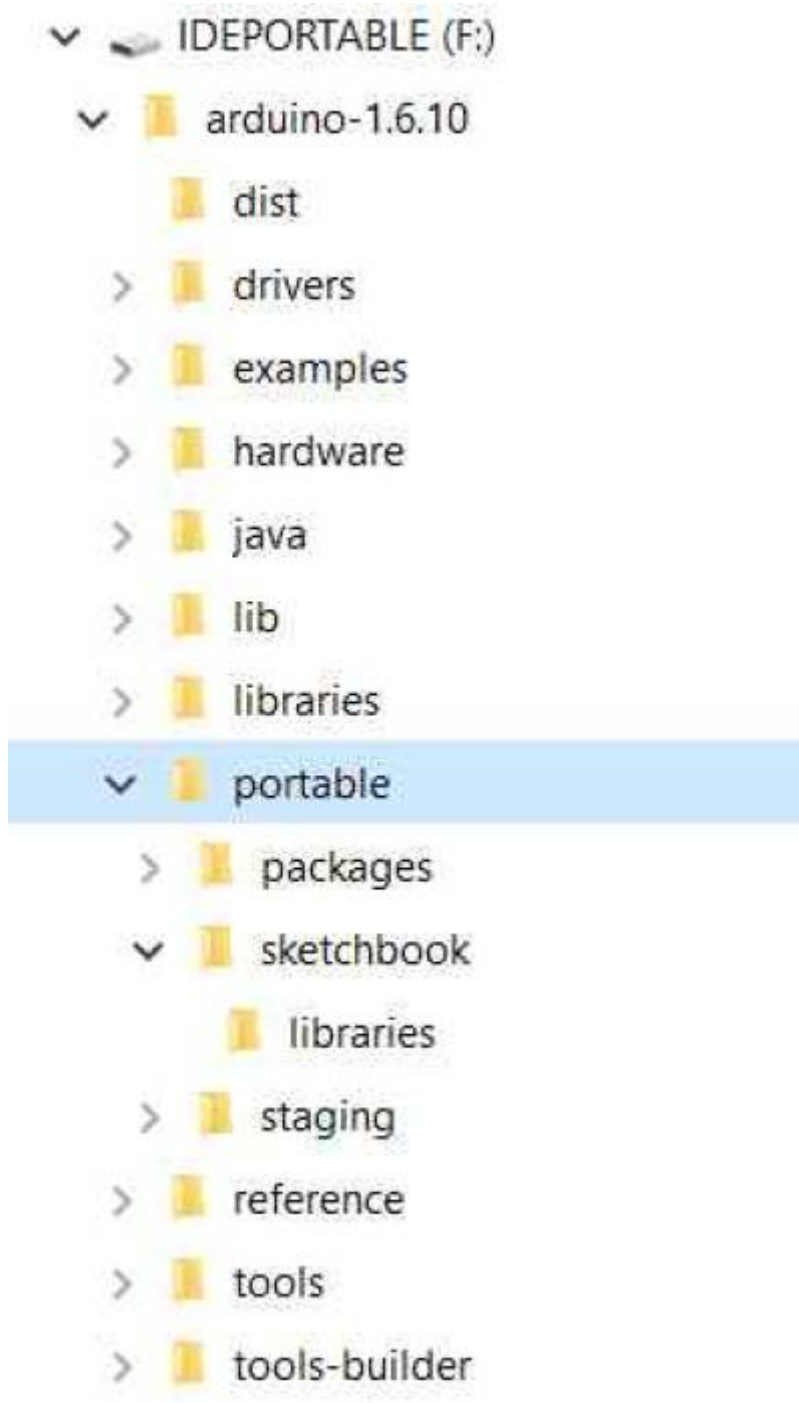 IDEPORTABLE (F:)
arduino-1.6.10
dist
drivers
examples
hardware
java
lib
libraries
portable
packages
sketchbook
libraries
staging
reference
tools
tools-builder